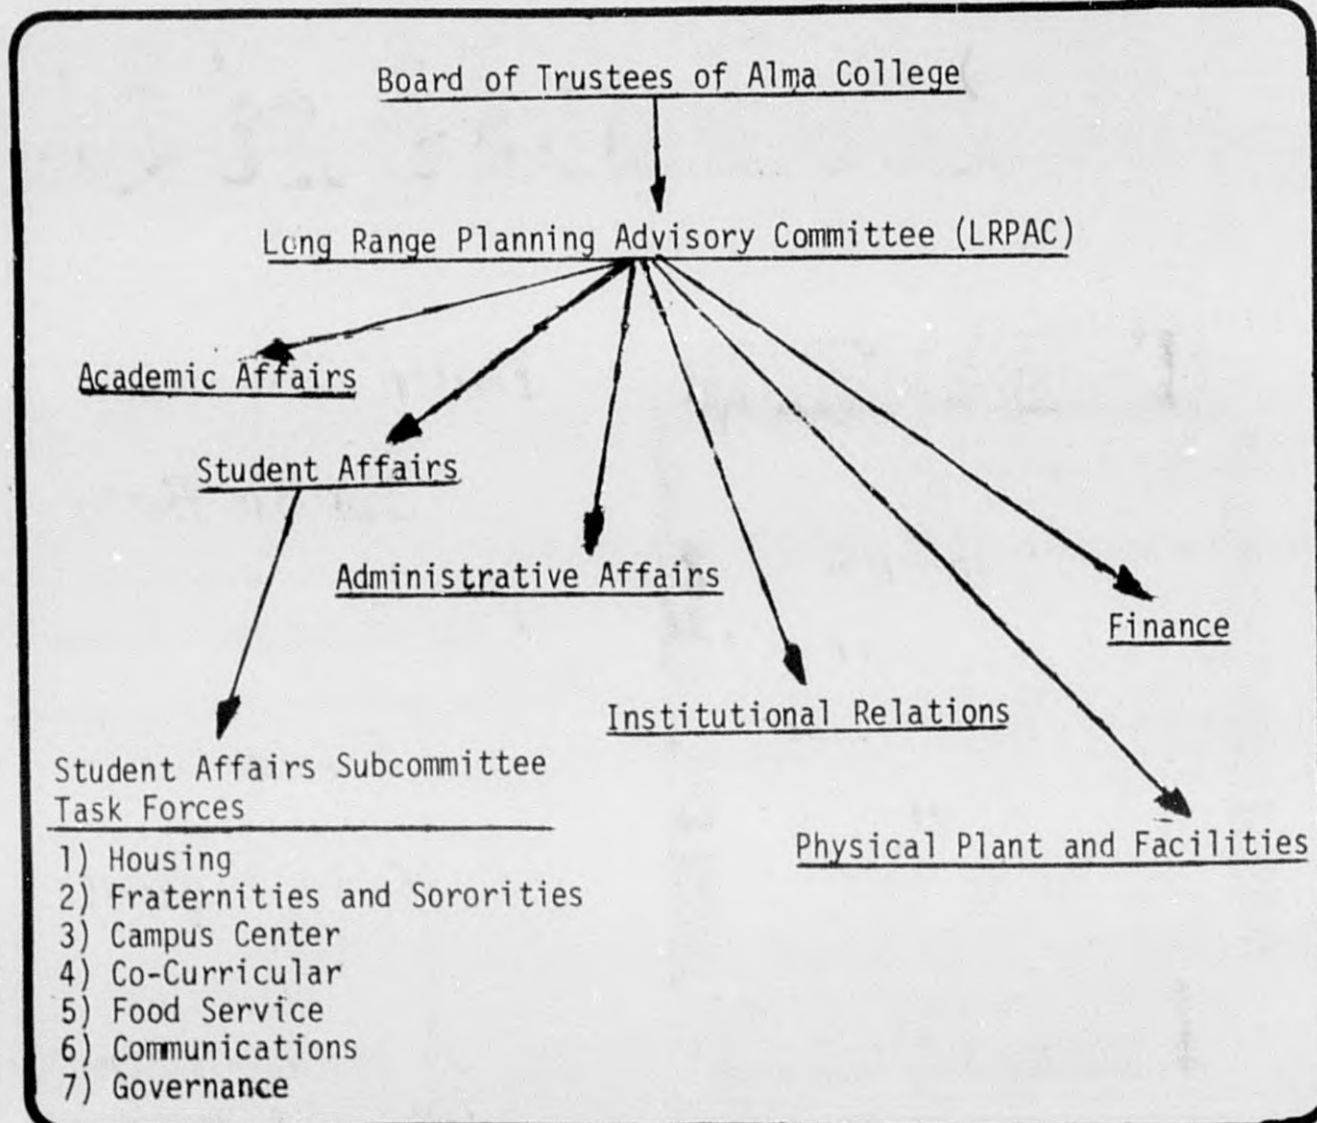 Board of Trustees of Alma College
Long Range Planning Advisory Committee (LRPAC)
Academic Affairs
Student Affairs
Administrative Affairs
Finance
Institutional Relations
Student Affairs Subcommittee
Task Forces
Physical Plant and Facilities
1) Housing
2) Fraternities and Sororities
3) Campus Center
4) Co-Curricular
5) Food Service
6) Communications
7) Governance